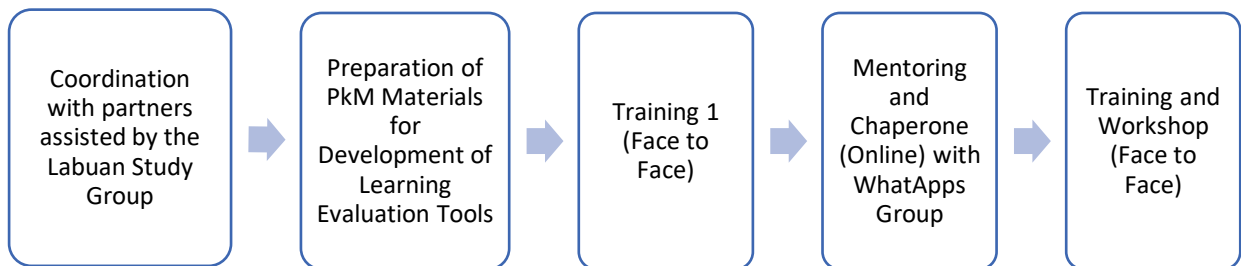 Coordination
with partners
assisted by the
Labuan Study
Group
Preparation of
PkM Materials
for
Development of
Learning
Evaluation Tools
Training 1
(Face to
Face)
Mentoring
and
Chaperone
(Online) with
WhatApps
Group
Training and
Workshop
(Face to
Face)